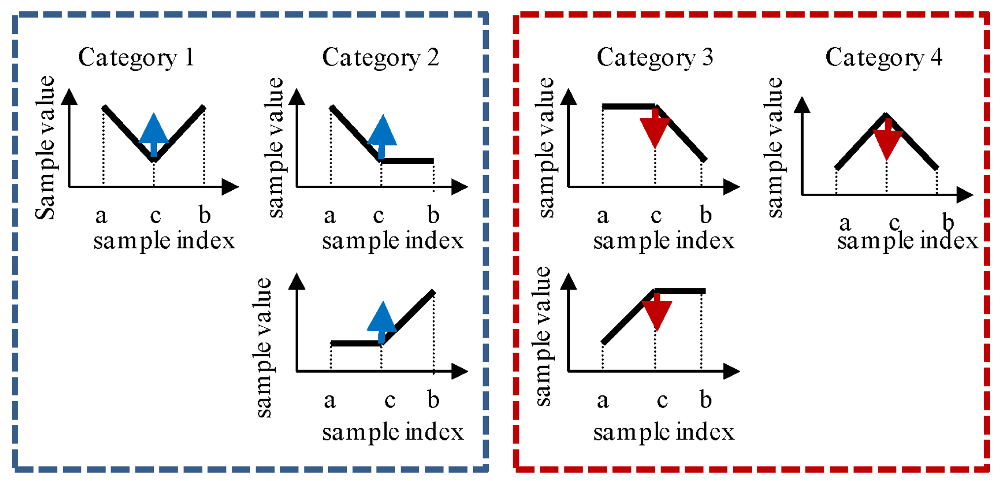 Category 1
Sample value
a c b
sample index
Category 2
sample value
a c b
sample index
sample value
a c b
sample index
Category 3
sample value
a c b
sample index
sample value
a c b
sample index
Category 4
sample value
a c b
sample index